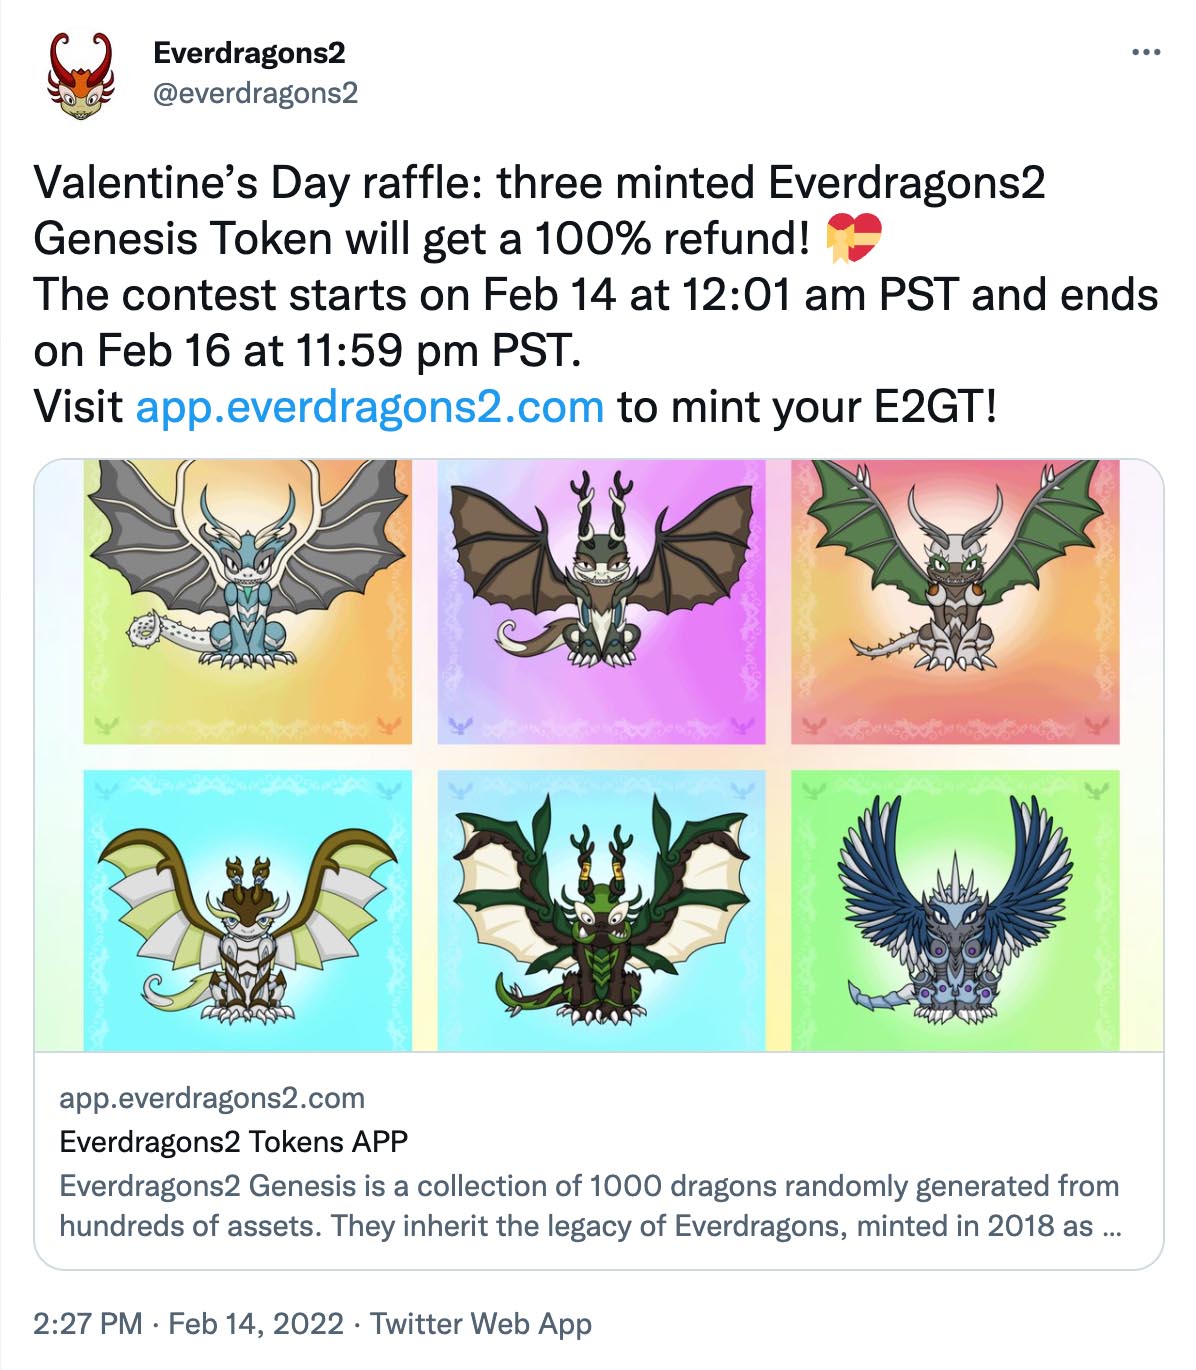 Everdragons2
@everdragons2
Valentine’s Day raffle: three minted Everdragons2
Genesis Token will get a 100% refund! 💝
The contest starts on Feb 14 at 12:01 am PST and ends
on Feb 16 at 11:59 pm PST.
Visit app.everdragons2.com to mint your E2GT!
app.everdragons2.com
Everdragons2 Tokens APP
Everdragons2 Genesis is a collection of 1000 dragons randomly generated from
hundreds of assets. They inherit the legacy of Everdragons, minted in 2018 as ...
2:27 PM · Feb 14, 2022 · Twitter Web App